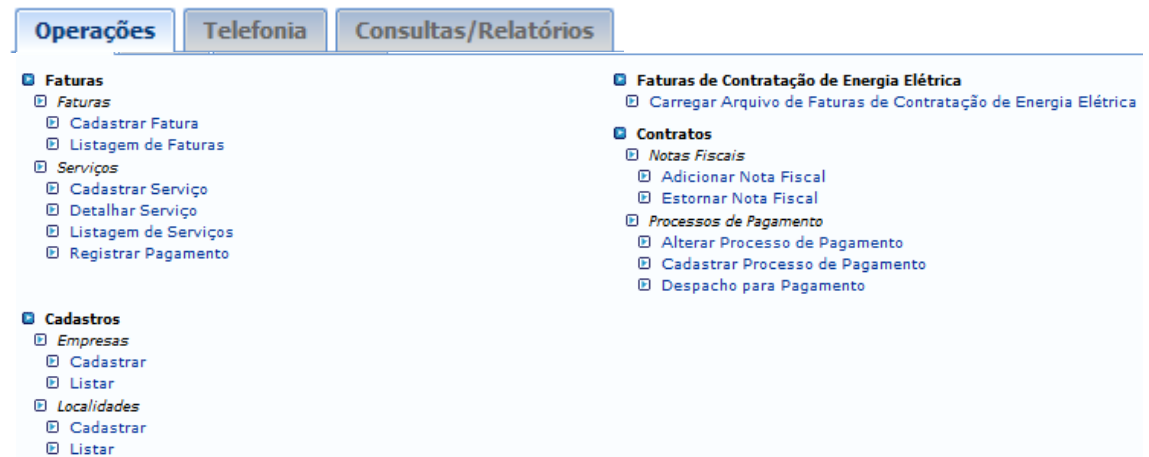 Operações
Telefonia
Consultas/Relatórios
Faturas
Faturas
Cadastrar Fatura
Listagem de Faturas
Serviços
Cadastrar Serviço
Detalhar Serviço
Listagem de Serviços
Registrar Pagamento
Cadastros
Empresas
Cadastrar
Listar
Localidades
Cadastrar
Listar
Faturas de Contratação de Energia Elétrica
Carregar Arquivo de Faturas de Contratação de Energia Elétrica
Contratos
Notas Fiscais
Adicionar Nota Fiscal
Estornar Nota Fiscal
Processos de Pagamento
Alterar Processo de Pagamento
Cadastrar Processo de Pagamento
Despacho para Pagamento